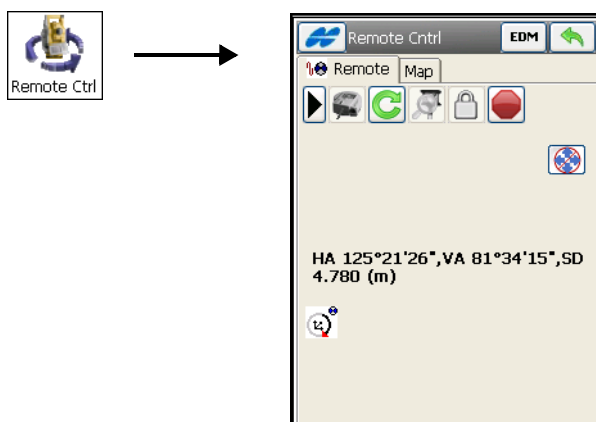 Remote Ctrl
Remote Cntrl EDM
Remote Map
HA 125°21'26",VA 81°34'15",SD
4.780 (m)